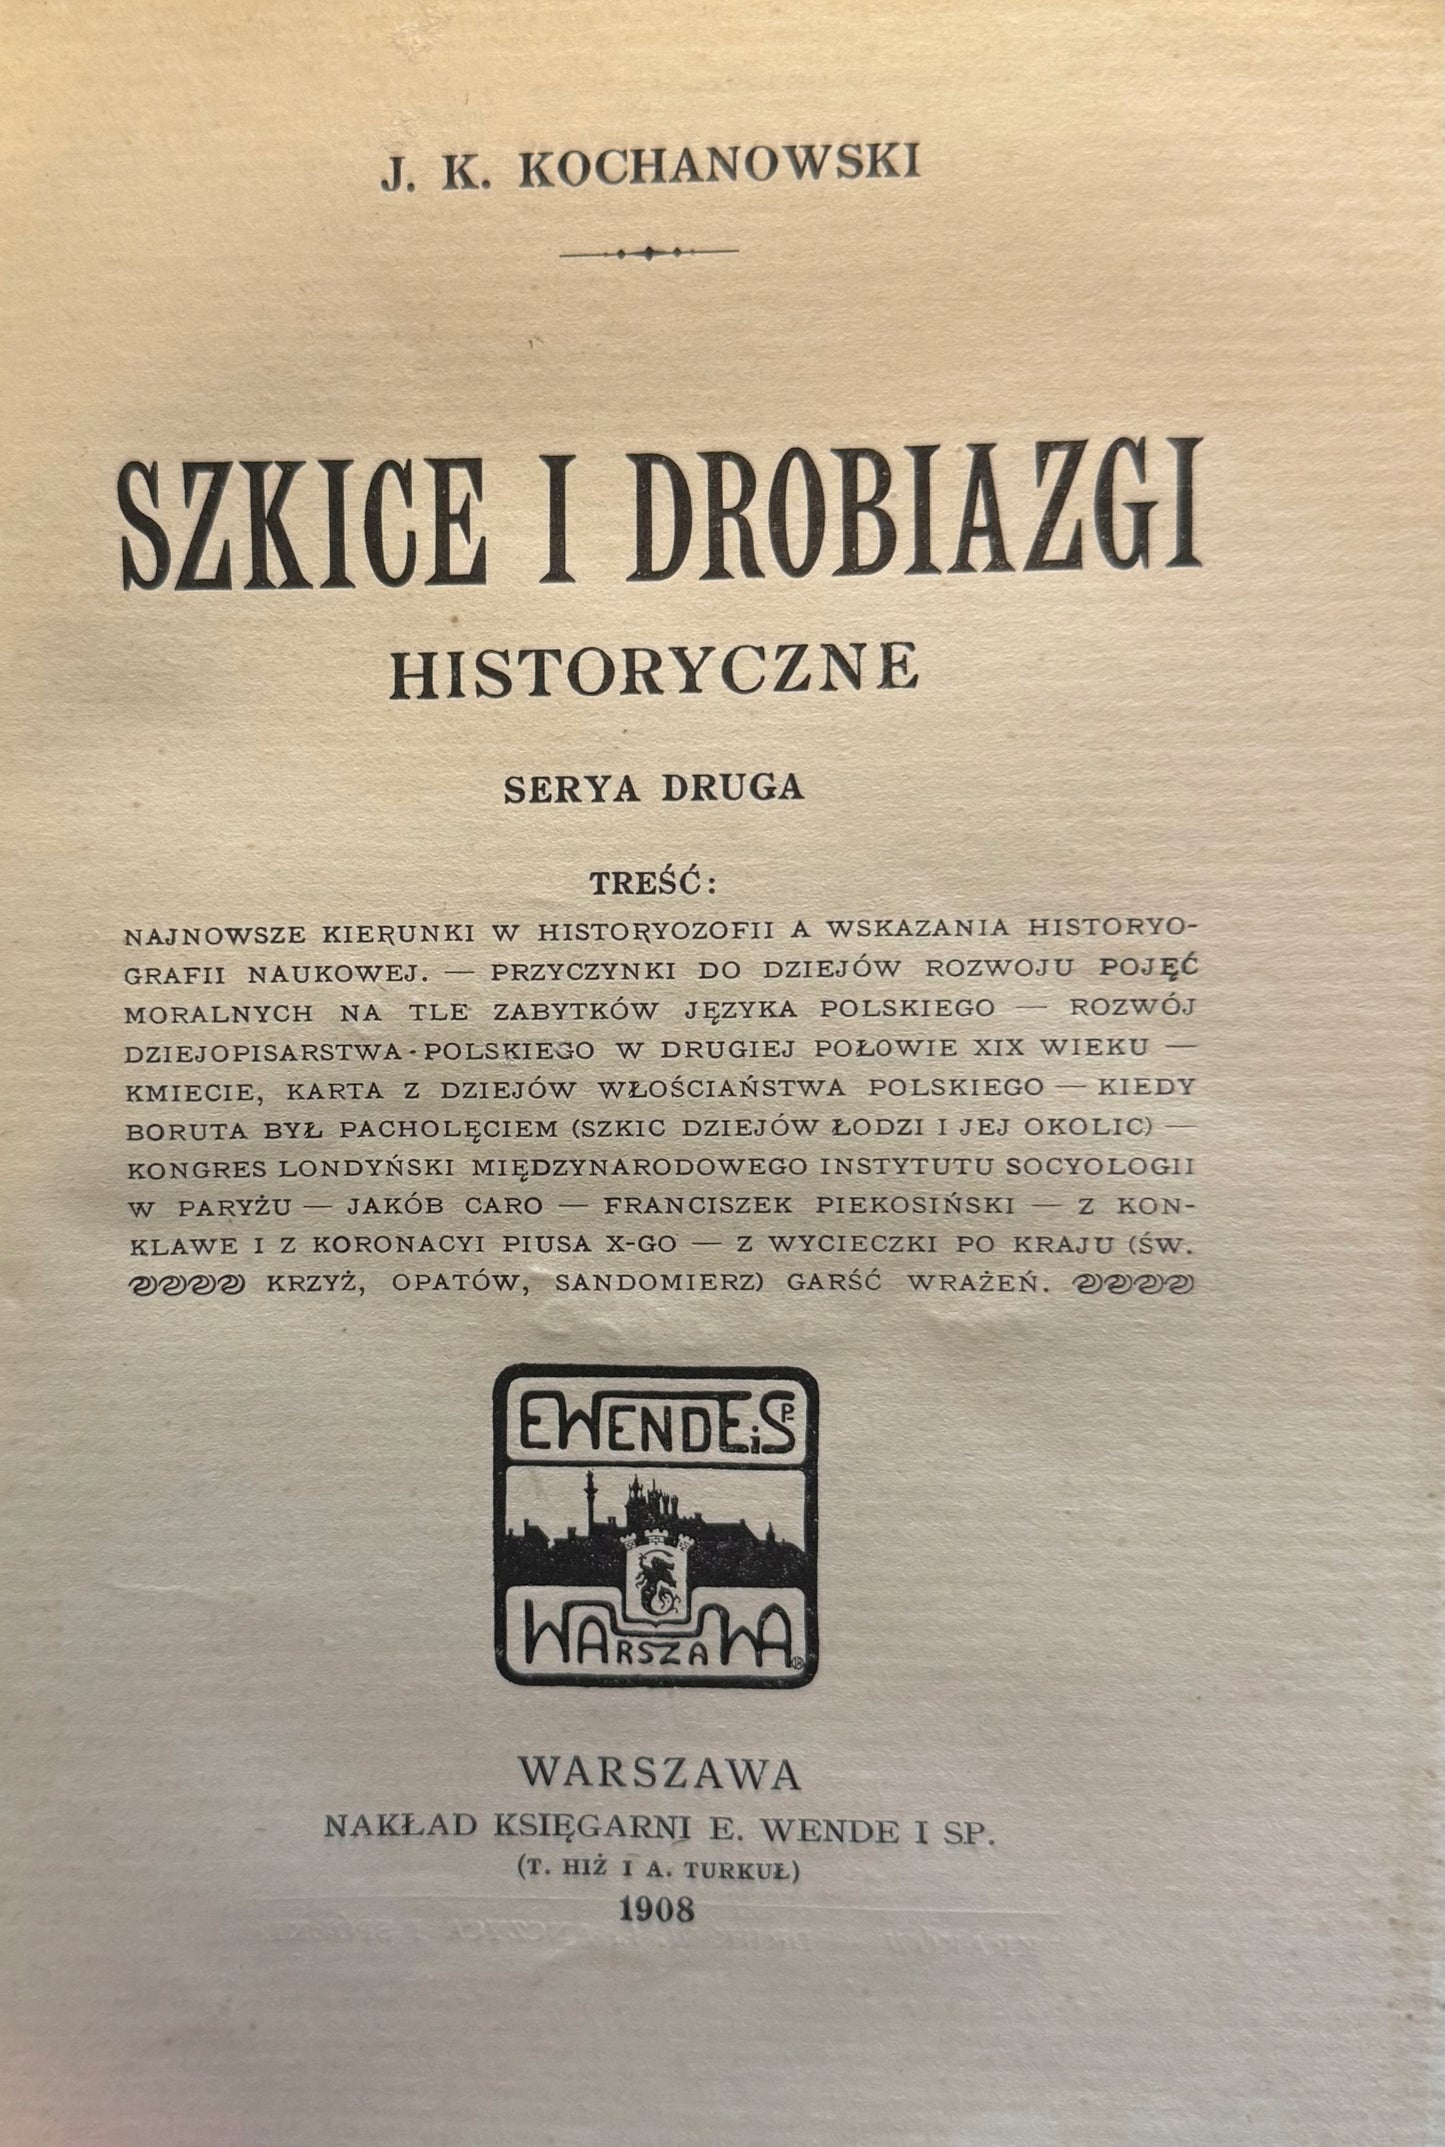 J. K. KOCHANOWSKI
SZKICE I DROBIAZGI
HISTORYCZNE
SERYA DRUGA
TREŚĆ:
NAJNOWSZE KIERUNKI W HISTORYOZOFII A WSKAZANIA HISTORYO-
GRAFII NAUKOWEJ. — PRZYCZYNKI DO DZIEJÓW ROZWOJU POJĘĆ
MORALNYCH NA TLE ZABYTKÓW JĘZYKA POLSKIEGO — ROZWÓJ
DZIEJOPISARSTWA·POLSKIEGO W DRUGIEJ POŁOWIE XIX WIEKU —
KMIECIE, KARTA Z DZIEJÓW WŁOŚCIAŃSTWA POLSKIEGO — KIEDY
BORUTA BYŁ PACHOLĘCIEM (SZKIC DZIEJÓW ŁODZI I JEJ OKOLIC) —
KONGRES LONDYŃSKI MIĘDZYNARODOWEGO INSTYTUTU SOCYOLOGII
W PARYŻU — JAKÓB CARO — FRANCISZEK PIEKOSIŃSKI — Z KON-
KLAWE I Z KORONACYI PIUSA X-GO — Z WYCIECZKI PO KRAJU (ŚW.
KRZYŻ, OPATÓW, SANDOMIERZ) GARŚĆ WRAŻEŃ.
EWENDE i SP.
WARSZAWA
WARSZAWA
NAKŁAD KSIĘGARNI E. WENDE I SP.
(T. HIŻ I A. TURKUŁ)
1908